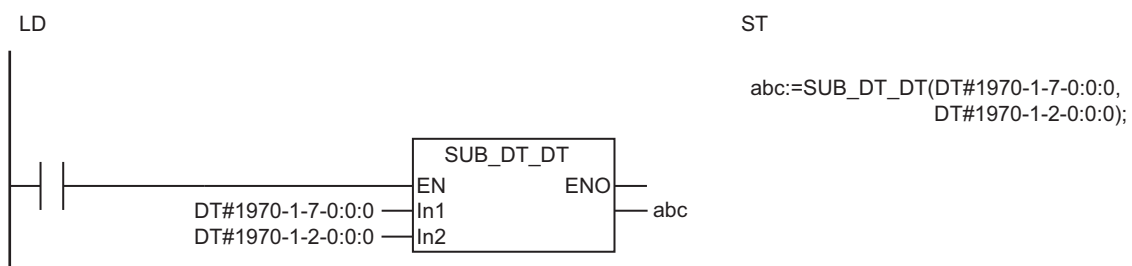 LD
ST
abc:=SUB_DT_DT(DT#1970-1-7-0:0:0,
DT#1970-1-2-0:0:0);
SUB_DT_DT
EN ENO
DT#1970-1-7-0:0:0 In1 abc
DT#1970-1-2-0:0:0 In2